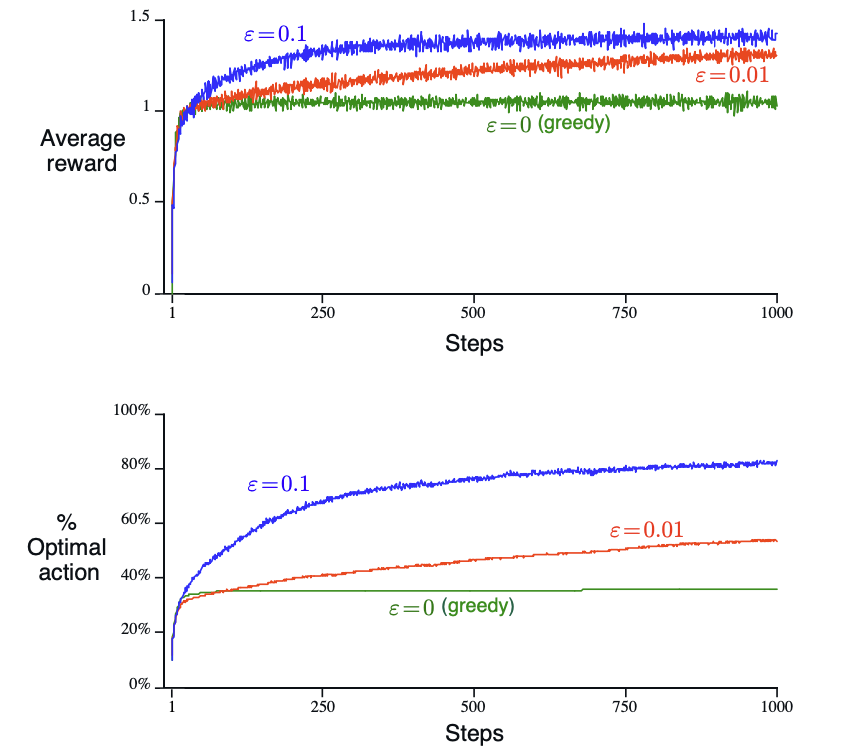 1.5
ε=0.1
1
ε=0.01
ε=0 (greedy)
Average
reward
0.5
0
1
250
500
750
1000
Steps
100%
80%
ε=0.1
60%
ε=0.01
%
Optimal
action
40%
ε=0 (greedy)
20%
0%
1
250
500
750
1000
Steps